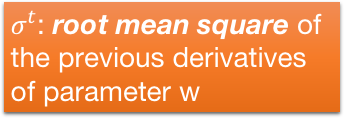 σᵗ: root mean square of
the previous derivatives
of parameter w